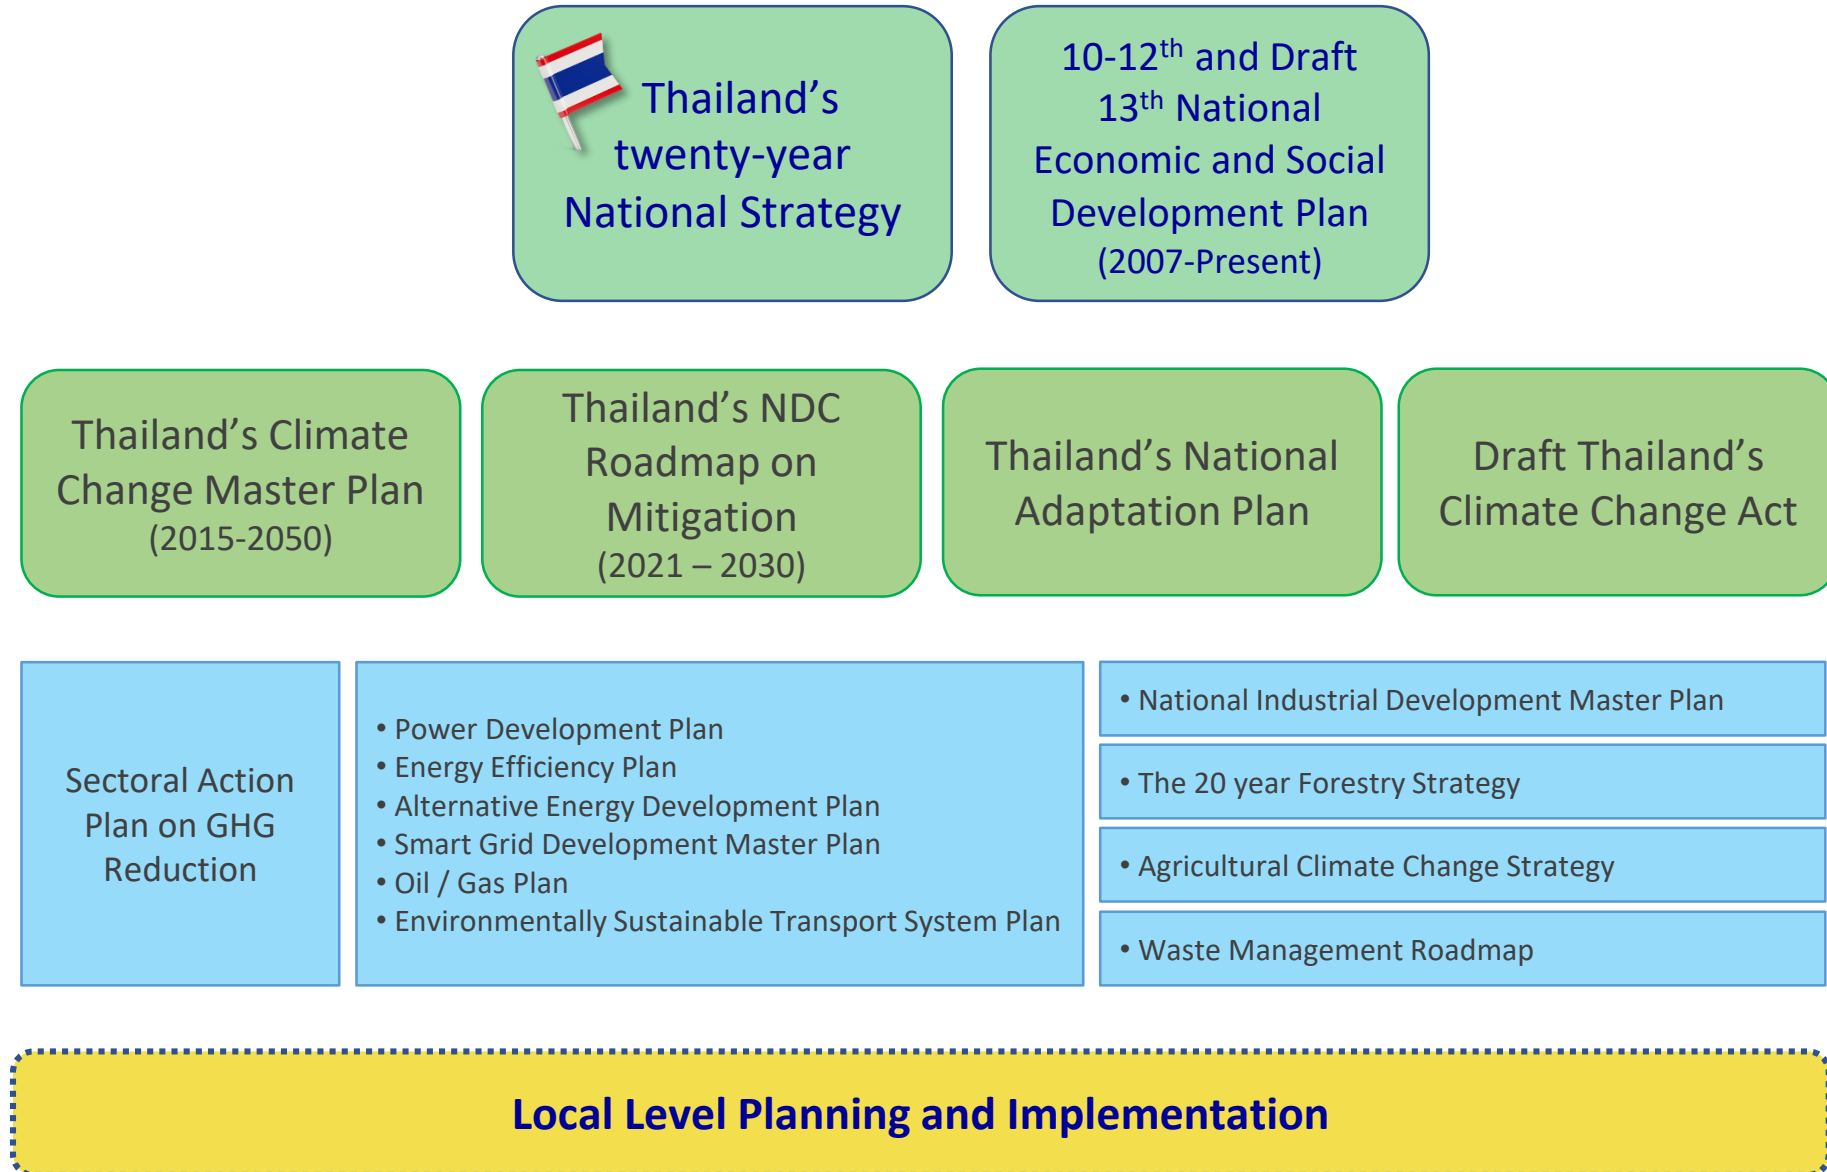 Thailand’s
twenty-year
National Strategy
10-12th and Draft
13th National
Economic and Social
Development Plan
(2007-Present)
Thailand’s Climate
Change Master Plan
(2015-2050)
Thailand’s NDC
Roadmap on
Mitigation
(2021 – 2030)
Thailand’s National
Adaptation Plan
Draft Thailand’s
Climate Change Act
Sectoral Action
Plan on GHG
Reduction
• Power Development Plan
• Energy Efficiency Plan
• Alternative Energy Development Plan
• Smart Grid Development Master Plan
• Oil / Gas Plan
• Environmentally Sustainable Transport System Plan
• National Industrial Development Master Plan
• The 20 year Forestry Strategy
• Agricultural Climate Change Strategy
• Waste Management Roadmap
Local Level Planning and Implementation